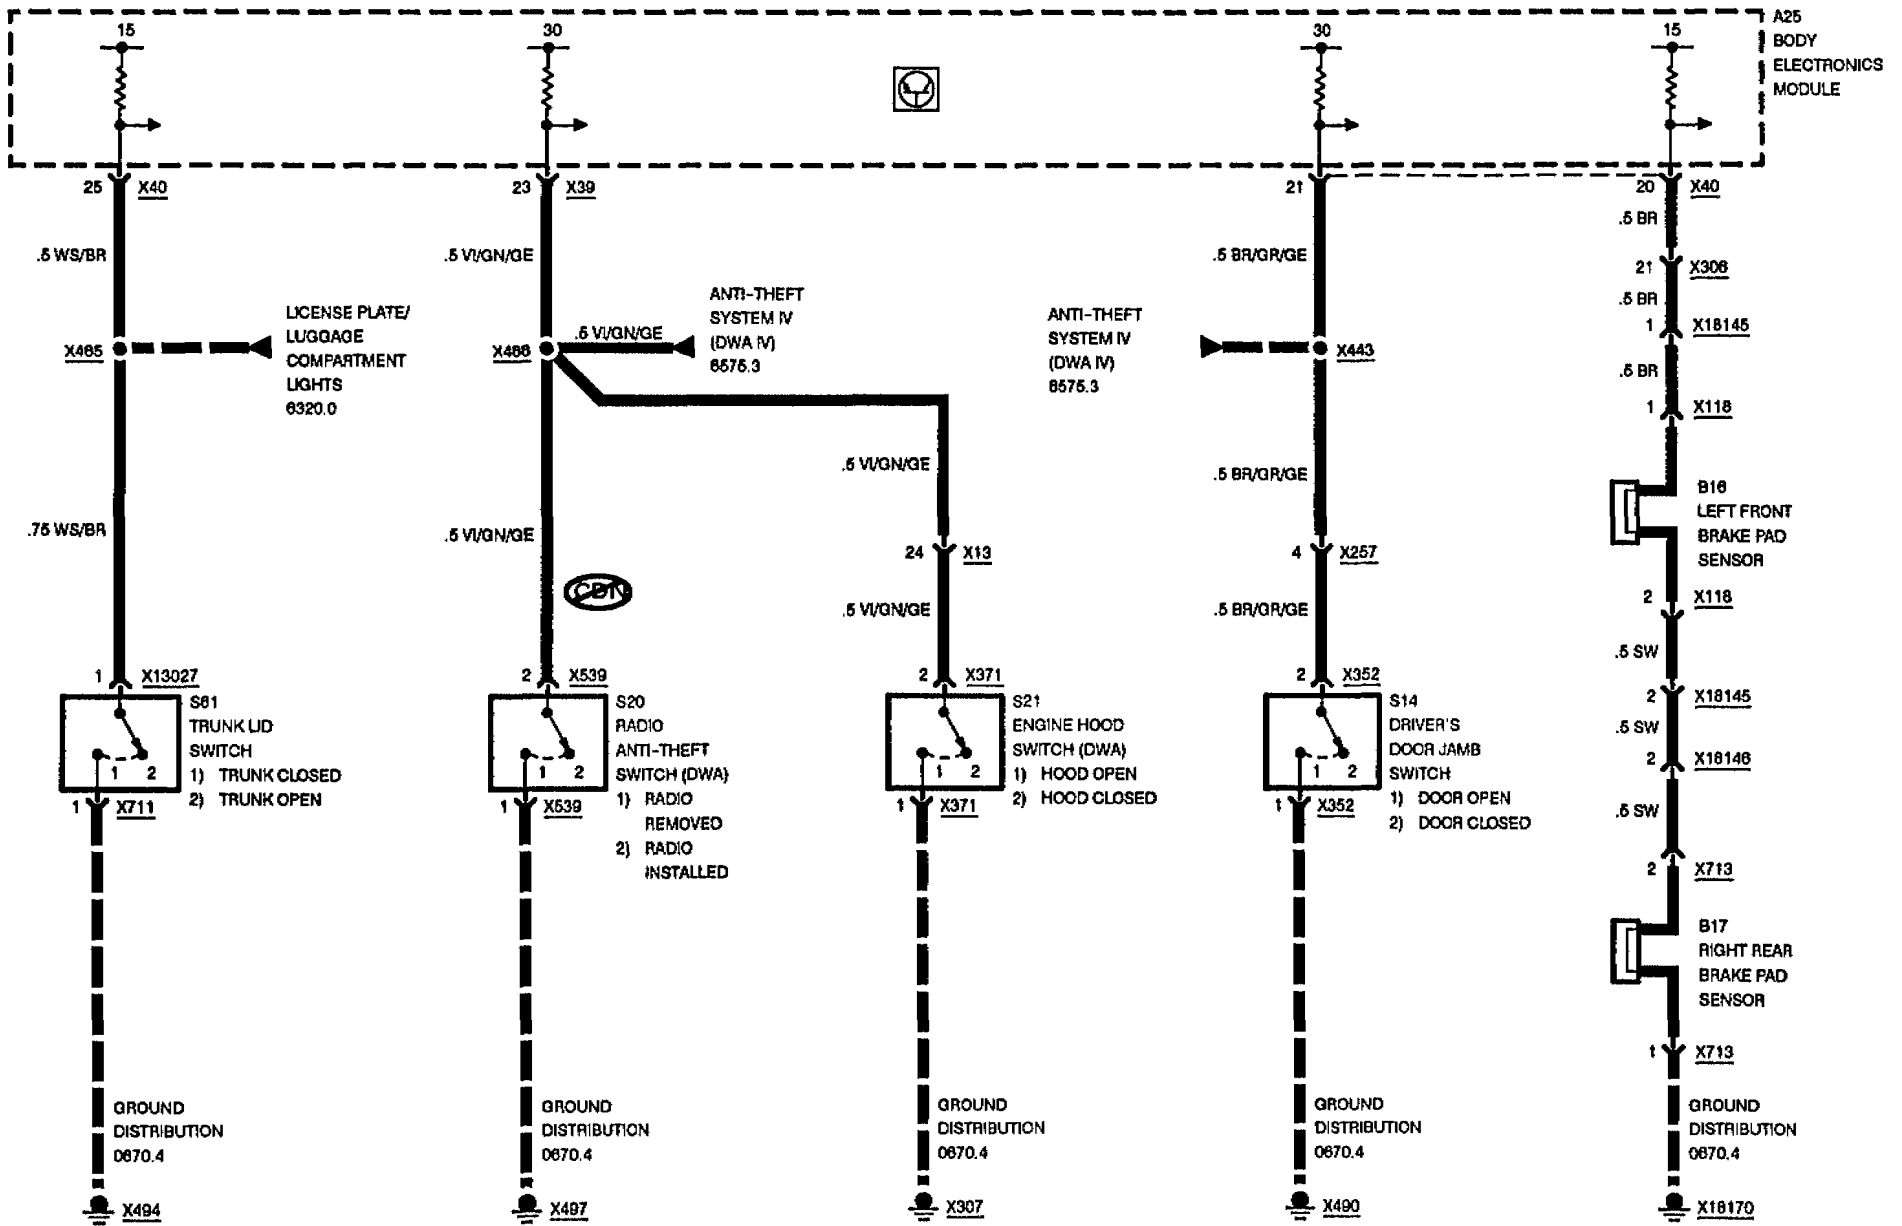 15
30
30
15
A25
BODY
ELECTRONICS
MODULE
25 X40
23 X39
21
20 X40
.5 WS/BR
.5 VI/GN/GE
.5 BR/GR/GE
.5 BR
21 X306
.5 BR
1 X18145
.5 BR
1 X118
X465
LICENSE PLATE/
LUGGAGE
COMPARTMENT
LIGHTS
6320.0
X466
.5 VI/GN/GE
ANTI-THEFT
SYSTEM IV
(DWA IV)
6575.3
ANTI-THEFT
SYSTEM IV
(DWA IV)
6575.3
X443
.75 WS/BR
.5 VI/GN/GE
CDN
.5 VI/GN/GE
24 X13
.5 VI/GN/GE
.5 BR/GR/GE
4 X257
.5 BR/GR/GE
B16
LEFT FRONT
BRAKE PAD
SENSOR
2 X118
.5 SW
2 X18145
.5 SW
2 X18146
.5 SW
2 X713
B17
RIGHT REAR
BRAKE PAD
SENSOR
1 X713
1 X13027
S61
TRUNK LID
SWITCH
1) TRUNK CLOSED
2) TRUNK OPEN
1 2
1 X711
2 X539
S20
RADIO
ANTI-THEFT
SWITCH (DWA)
1) RADIO
REMOVED
2) RADIO
INSTALLED
1 2
1 X539
2 X371
S21
ENGINE HOOD
SWITCH (DWA)
1) HOOD OPEN
2) HOOD CLOSED
1 2
1 X371
2 X352
S14
DRIVER'S
DOOR JAMB
SWITCH
1) DOOR OPEN
2) DOOR CLOSED
1 2
1 X352
GROUND
DISTRIBUTION
0670.4
X494
GROUND
DISTRIBUTION
0670.4
X497
GROUND
DISTRIBUTION
0670.4
X307
GROUND
DISTRIBUTION
0670.4
X490
GROUND
DISTRIBUTION
0670.4
X18170